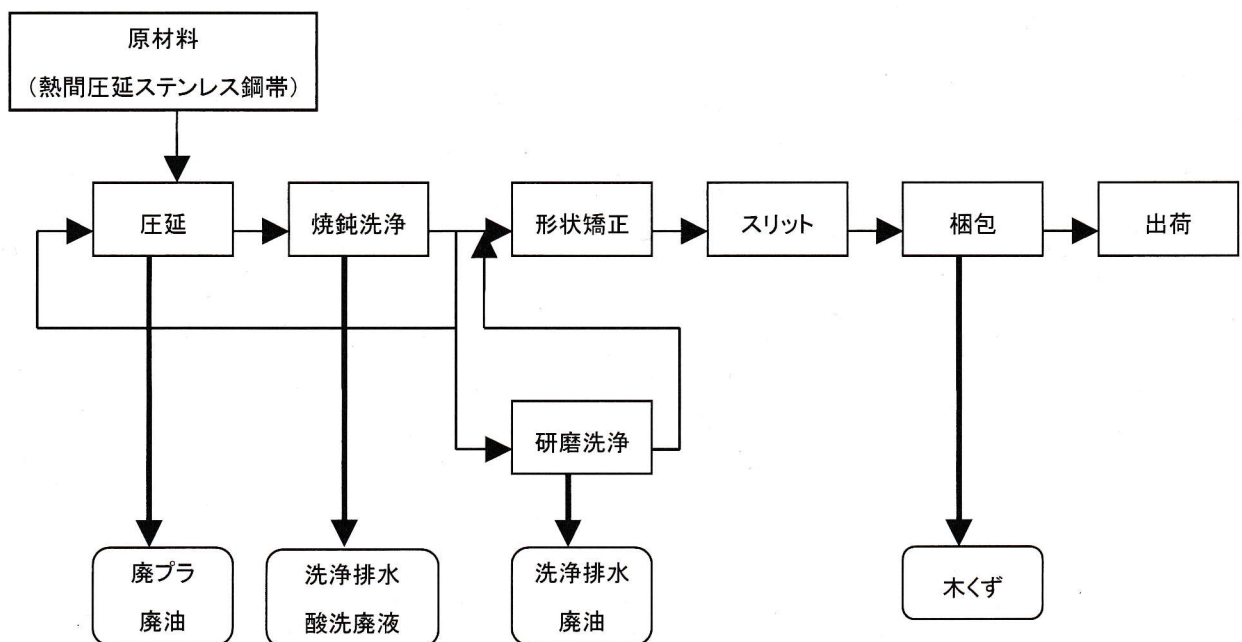 原材料
(熱間圧延ステンレス鋼帯)
圧延
焼鈍洗浄
形状矯正
スリット
梱包
出荷
研磨洗浄
廃プラ
廃油
洗浄排水
酸洗廃液
洗浄排水
廃油
木くず